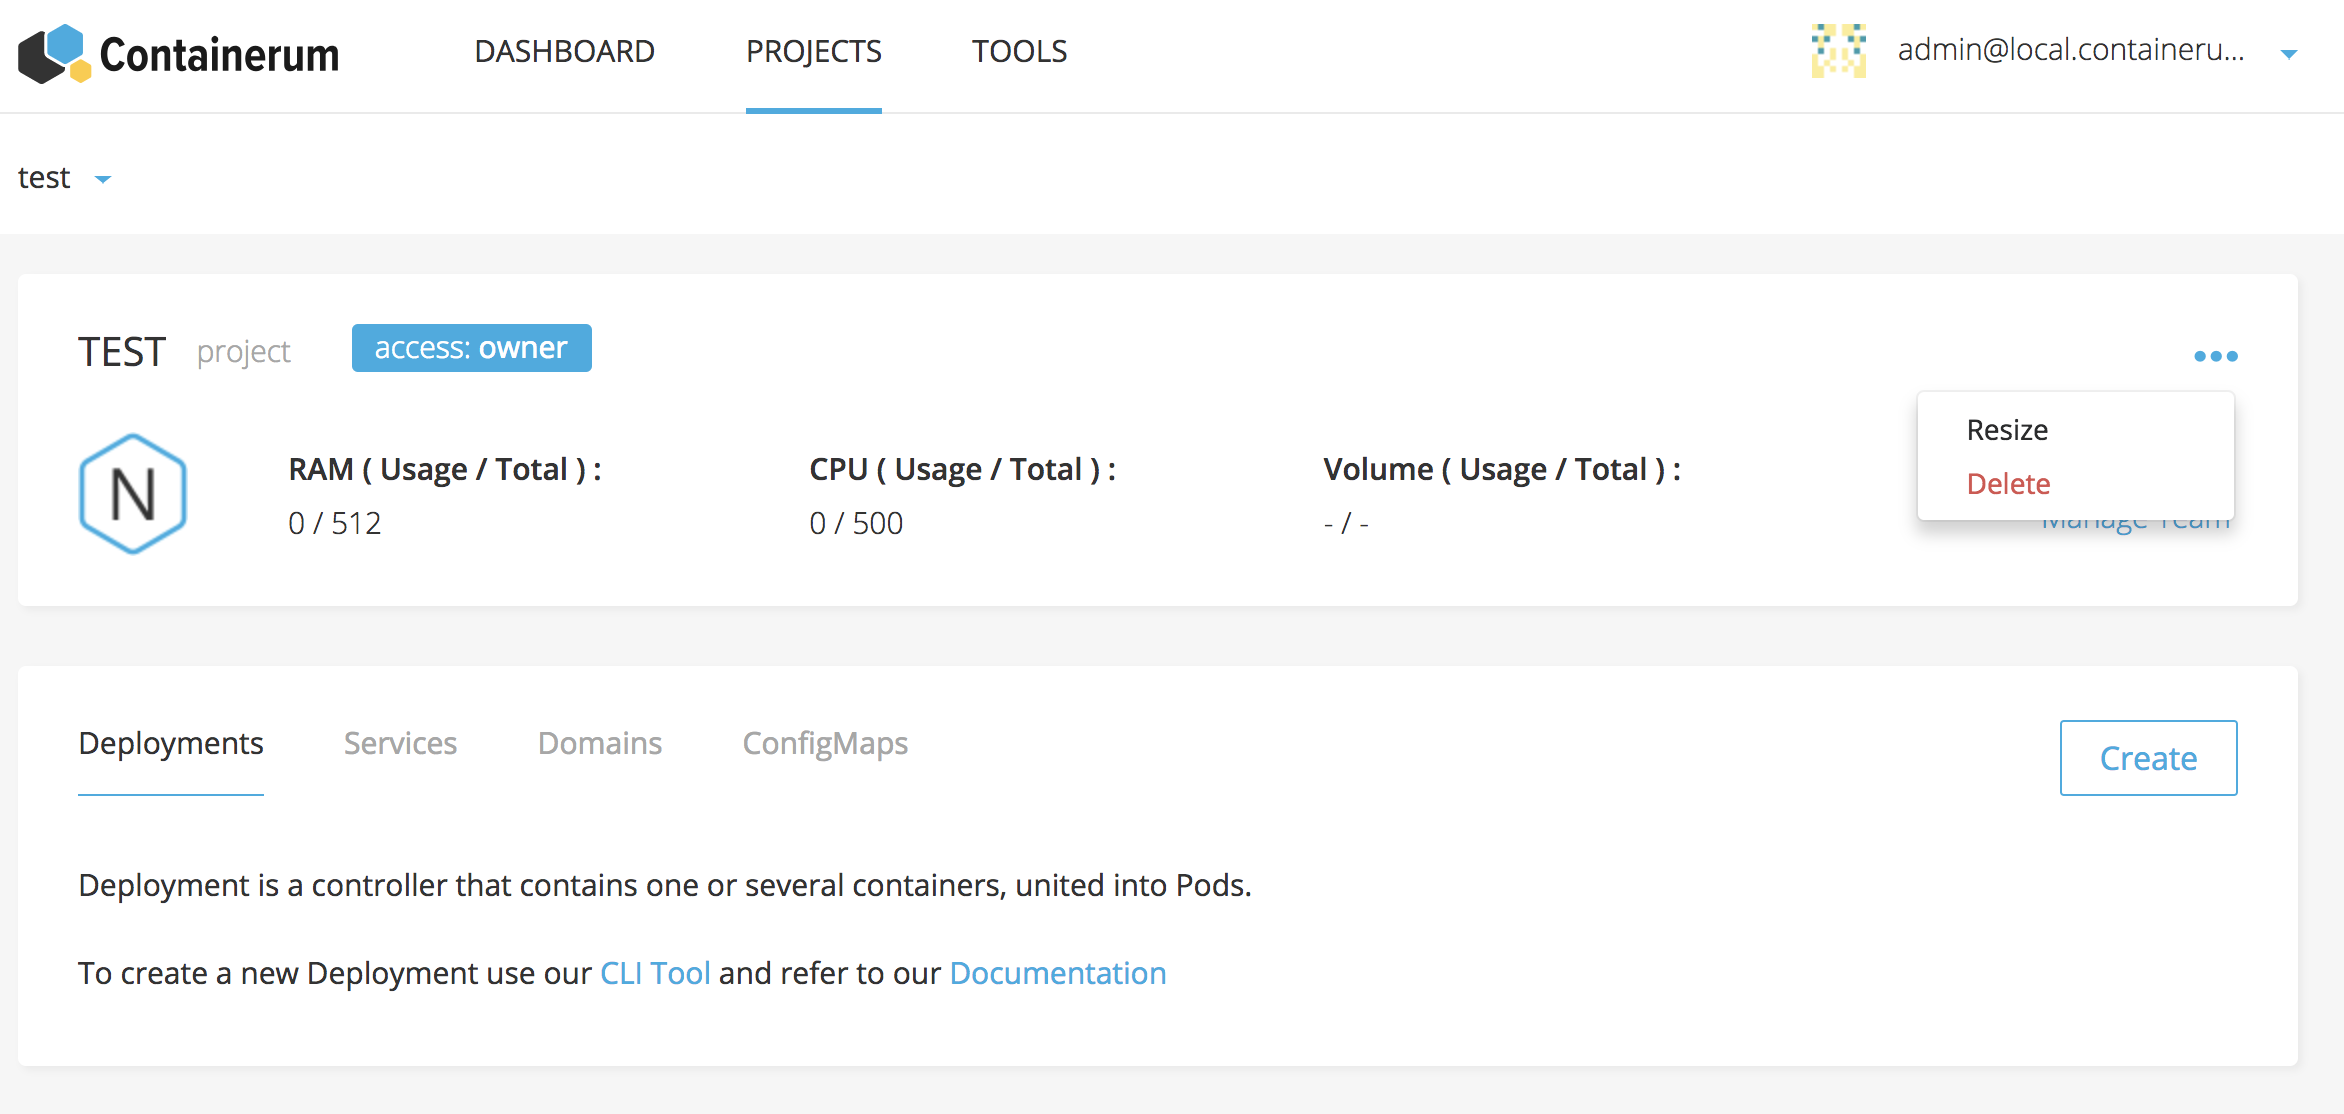 Containerum DASHBOARD PROJECTS TOOLS admin@local.containeru...
test
TEST project access: owner
Resize
Delete
RAM ( Usage / Total ) : CPU ( Usage / Total ) : Volume ( Usage / Total ) :
0 / 512 0 / 500 - / - Manage Team
N
Deployments Services Domains ConfigMaps Create
Deployment is a controller that contains one or several containers, united into Pods.
To create a new Deployment use our CLI Tool and refer to our Documentation